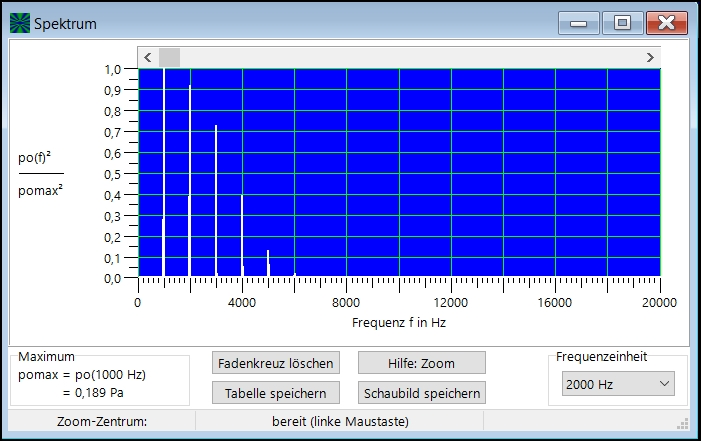 Spektrum
1,0
0,9
0,8
0,7
0,6
0,5
0,4
0,3
0,2
0,1
0,0
po(f)²
pomax²
0 4000 8000 12000 16000 20000
Frequenz f in Hz
Maximum
pomax = po(1000 Hz)
= 0,189 Pa
Fadenkreuz löschen
Hilfe: Zoom
Tabelle speichern
Schaubild speichern
Frequenzeinheit
2000 Hz
Zoom-Zentrum:
bereit (linke Maustaste)